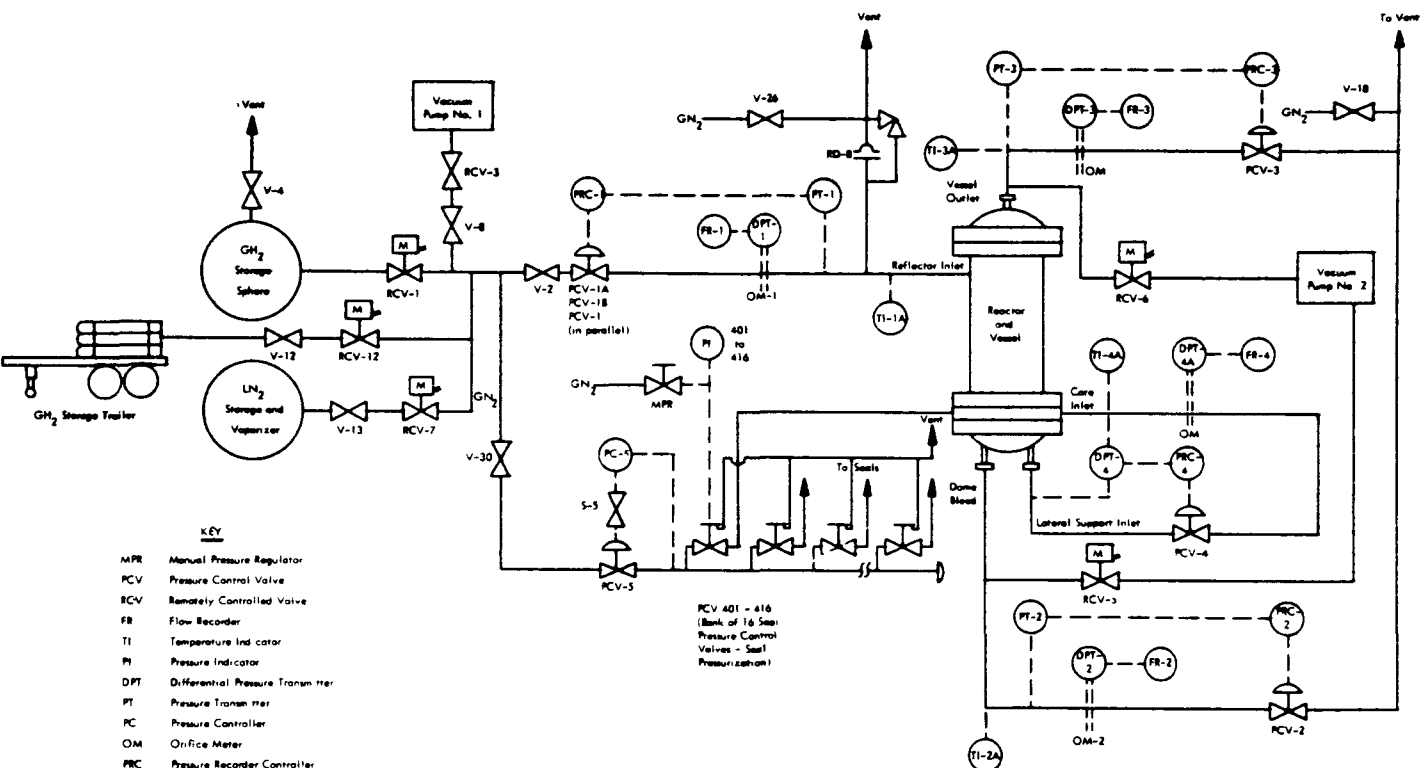 Vent
To Vent
Vent
Vacuum
Pump No. 1
V-26
GN2
PT-3
PRC-3
V-18
GN2
DPT-3
FR-3
V-4
RCV-3
RD-8
TI-3A
OM
PCV-3
Vessel
Outlet
V-8
PRC-1
PT-1
FR-1
DPT-
1
GH2
Storage
Sphere
M
RCV-1
V-2
PCV-1A
PCV-1B
PCV-1
(in parallel)
OM-1
Reflector Inlet
M
RCV-6
Vacuum
Pump No. 2
TI-1A
Reactor
and
Vessel
M
V-12
RCV-12
PI
401
to
416
TI-4A
DPT-
4A
FR-4
GH2 Storage Trailer
LN2
Storage and
Vaporizer
M
V-13
RCV-7
GN2
GN2
MPR
Core
Inlet
OM
Vent
V-30
PC-5
To Seals
DPT-
4
PRC-
4
Dome
Bleed
S-5
Lateral Support Inlet
PCV-4
M
PCV-5
RCV-5
KEY
MPR Manual Pressure Regulator
PCV Pressure Control Valve
RCV Remotely Controlled Valve
FR Flow Recorder
TI Temperature Indicator
PI Pressure Indicator
DPT Differential Pressure Transmitter
PT Pressure Transmitter
PC Pressure Controller
OM Orifice Meter
PRC Pressure Recorder Controller
PCV 401 - 416
(Bank of 16 Seal
Pressure Control
Valves - Seal
Pressurization)
PT-2
PRC-
2
DPT-
2
FR-2
OM-2
PCV-2
TI-2A